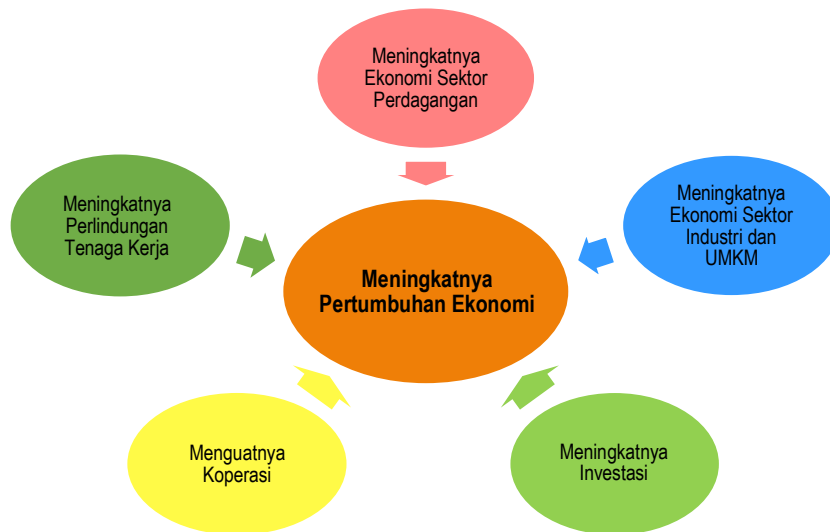 Meningkatnya
Ekonomi Sektor
Perdagangan
Meningkatnya
Perlindungan
Tenaga Kerja
Meningkatnya
Ekonomi Sektor
Industri dan
UMKM
Meningkatnya
Pertumbuhan Ekonomi
Menguatnya
Koperasi
Meningkatnya
Investasi